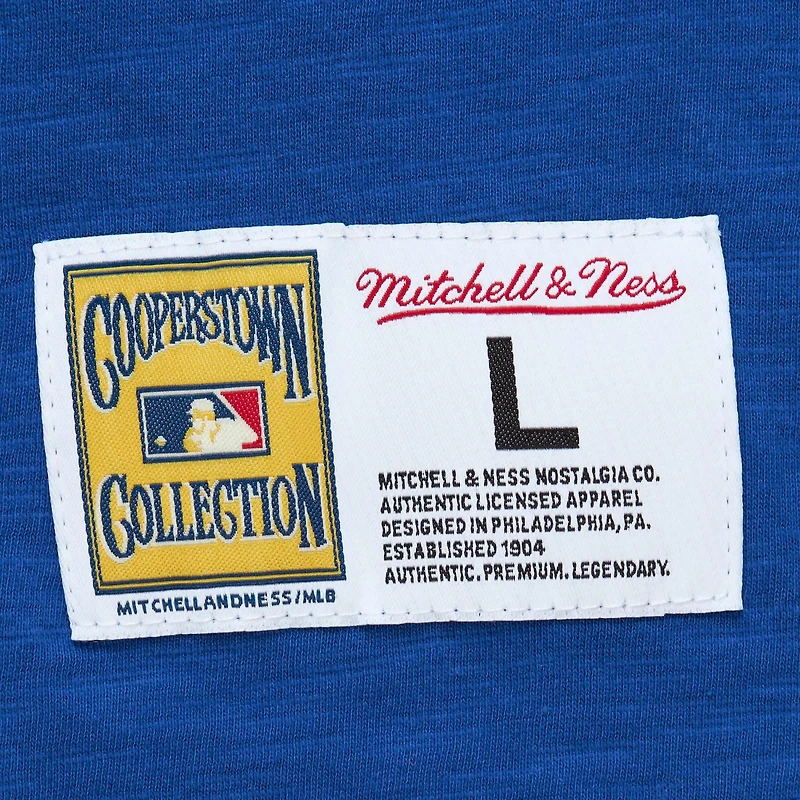 COOPERSTOWN
COLLECTION
MITCHELLANDNESS/MLB
Mitchell & Ness
L
MITCHELL & NESS NOSTALGIA CO.
AUTHENTIC LICENSED APPAREL
DESIGNED IN PHILADELPHIA, PA.
ESTABLISHED 1904
AUTHENTIC. PREMIUM. LEGENDARY.